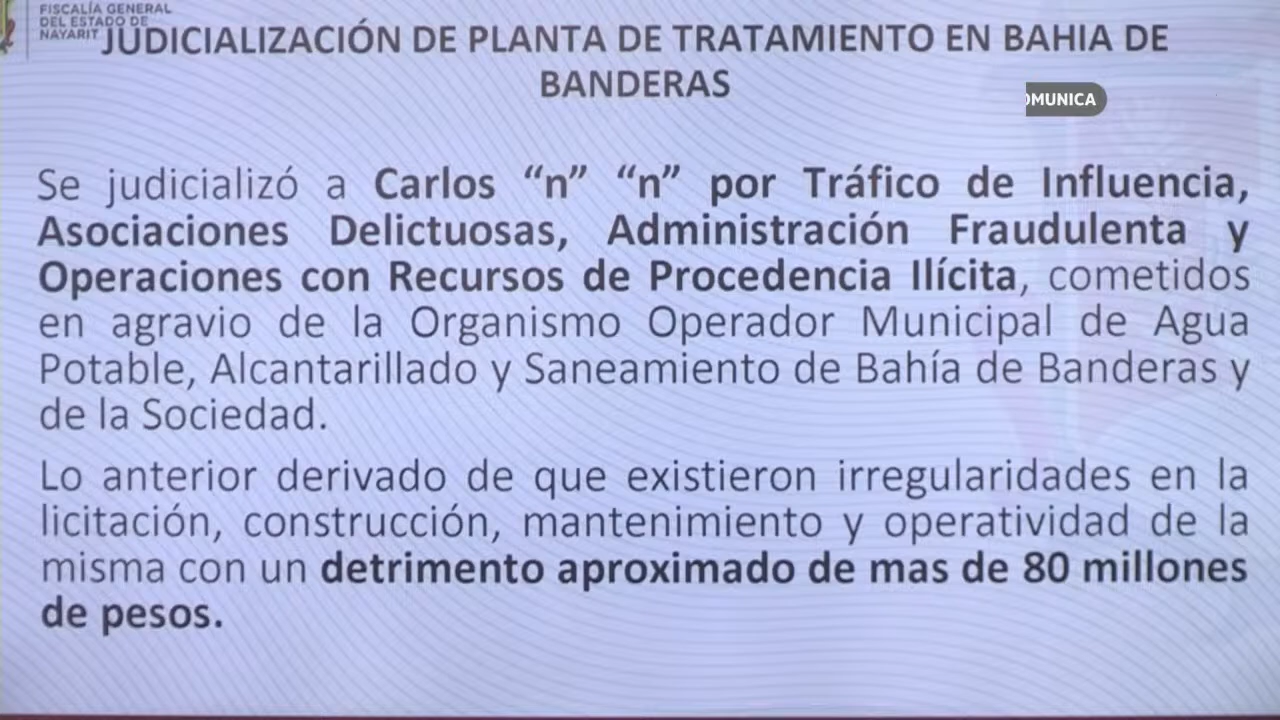 FISCALÍA GENERAL
DEL ESTADO DE
NAYARIT
JUDICIALIZACIÓN DE PLANTA DE TRATAMIENTO EN BAHIA DE
BANDERAS
OMUNICA
Se judicializó a Carlos “n” “n” por Tráfico de Influencia,
Asociaciones Delictuosas, Administración Fraudulenta y
Operaciones con Recursos de Procedencia Ilícita, cometidos
en agravio de la Organismo Operador Municipal de Agua
Potable, Alcantarillado y Saneamiento de Bahía de Banderas y
de la Sociedad.
Lo anterior derivado de que existieron irregularidades en la
licitación, construcción, mantenimiento y operatividad de la
misma con un detrimento aproximado de mas de 80 millones
de pesos.